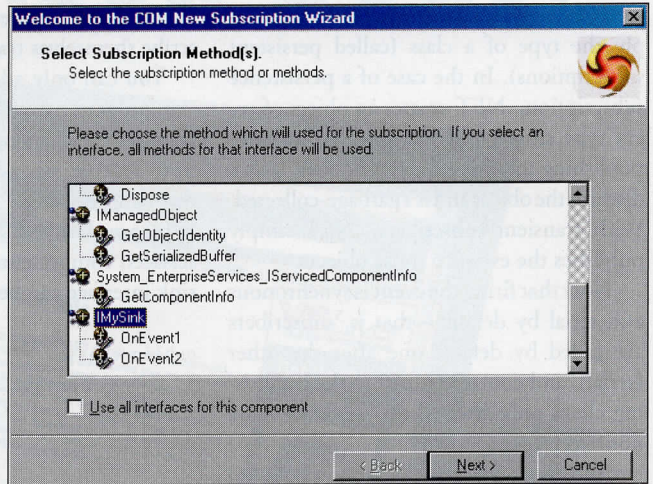 Welcome to the COM New Subscription Wizard
Select Subscription Method(s).
Select the subscription method or methods.
Please choose the method which will used for the subscription. If you select an
interface, all methods for that interface will be used.
Dispose
IManagedObject
GetObjectIdentity
GetSerializedBuffer
System_EnterpriseServices_IServicedComponentInfo
GetComponentInfo
IMySink
OnEvent1
OnEvent2
Use all interfaces for this component
< Back
Next >
Cancel